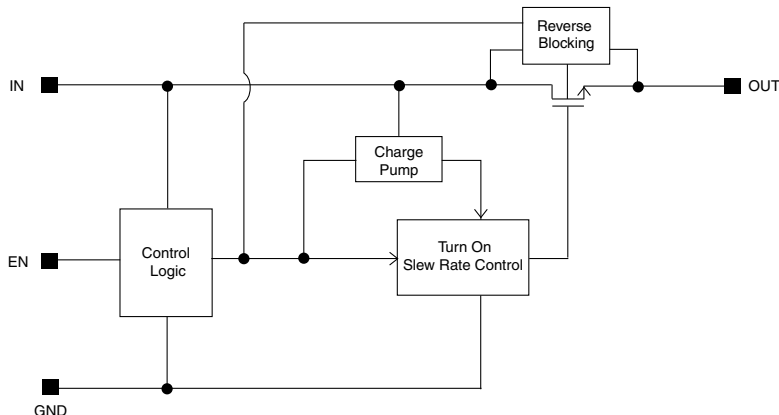 Reverse
Blocking
IN
OUT
Charge
Pump
Control
Logic
Turn On
Slew Rate Control
EN
GND